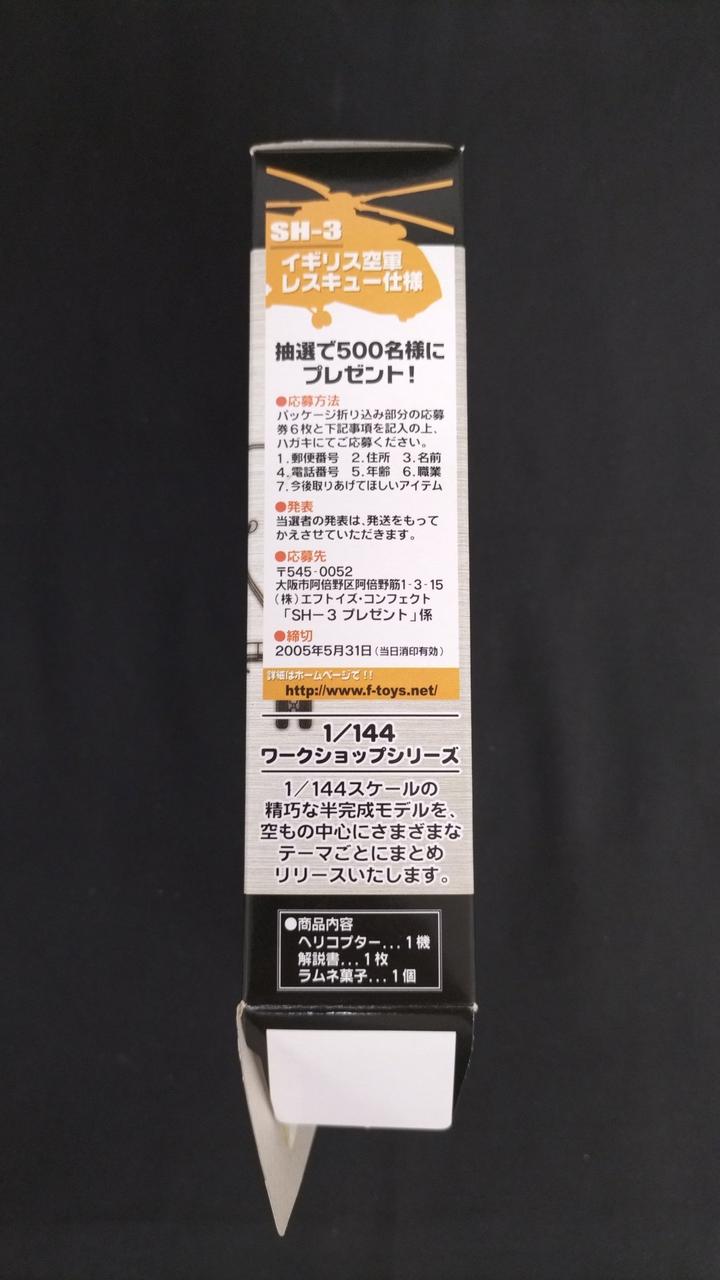 SH-3
イギリス空軍
レスキュー仕様
抽選で500名様に
プレゼント!
●応募方法
パッケージ折り込み部分の応募
券6枚と下記事項を記入の上、
ハガキにてご応募ください。
1.郵便番号 2.住所 3.名前
4.電話番号 5.年齢 6.職業
7.今後取りあげてほしいアイテム
●発表
当選者の発表は、発送をもって
かえさせていただきます。
●応募先
〒545-0052
大阪市阿倍野区阿倍野筋1-3-15
(株)エフトイズ・コンフェクト
「SH-3 プレゼント」係
●締切
2005年5月31日(当日消印有効)
詳細はホームページで!!
http://www.f-toys.net/
1/144
ワークショップシリーズ
1/144スケールの
精巧な半完成モデルを、
空もの中心にさまざまな
テーマごとにまとめ
リリースいたします。
●商品内容
ヘリコプター...1機
解説書...1枚
ラムネ菓子...1個